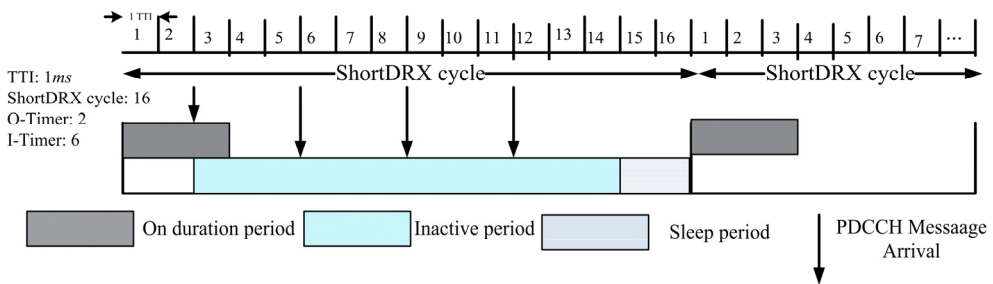 1 TTI
1 2 3 4 5 6 7 8 9 10 11 12 13 14 15 16 1 2 3 4 5 6 7 ...
ShortDRX cycle ShortDRX cycle
TTI: 1ms
ShortDRX cycle: 16
O-Timer: 2
I-Timer: 6
On duration period Inactive period Sleep period
PDCCH Messaage
Arrival